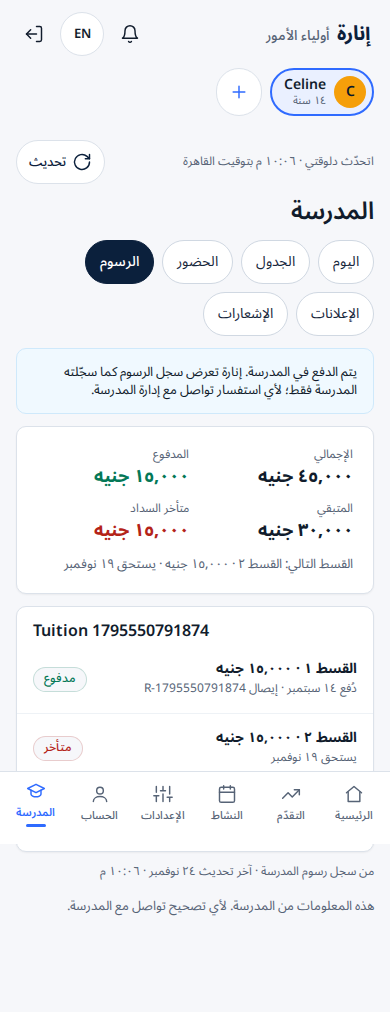 إنارة أولياء الأمور
EN
C Celine
١٤ سنة
اتحدّث دلوقتي · ١٠:٠٦ م بتوقيت القاهرة
تحديث
المدرسة
اليوم
الجدول
الحضور
الرسوم
الإعلانات
الإشعارات
يتم الدفع في المدرسة. إنارة تعرض سجل الرسوم كما سجّلته
المدرسة فقط؛ لأي استفسار تواصل مع إدارة المدرسة.
الإجمالي
٤٥,٠٠٠ جنيه
المدفوع
١٥,٠٠٠ جنيه
المتبقي
٣٠,٠٠٠ جنيه
متأخر السداد
١٥,٠٠٠ جنيه
القسط التالي: القسط ٢ · ١٥,٠٠٠ جنيه · يستحق ١٩ نوفمبر
Tuition 1795550791874
القسط ١ · ١٥,٠٠٠ جنيه
دُفع ١٤ سبتمبر · إيصال R-1795550791874
مدفوع
القسط ٢ · ١٥,٠٠٠ جنيه
يستحق ١٩ نوفمبر
متأخر
الرئيسية
التقدّم
النشاط
الإعدادات
الحساب
المدرسة
من سجل رسوم المدرسة · آخر تحديث ٢٤ نوفمبر · ١٠:٠٦ م
هذه المعلومات من المدرسة. لأي تصحيح تواصل مع المدرسة.